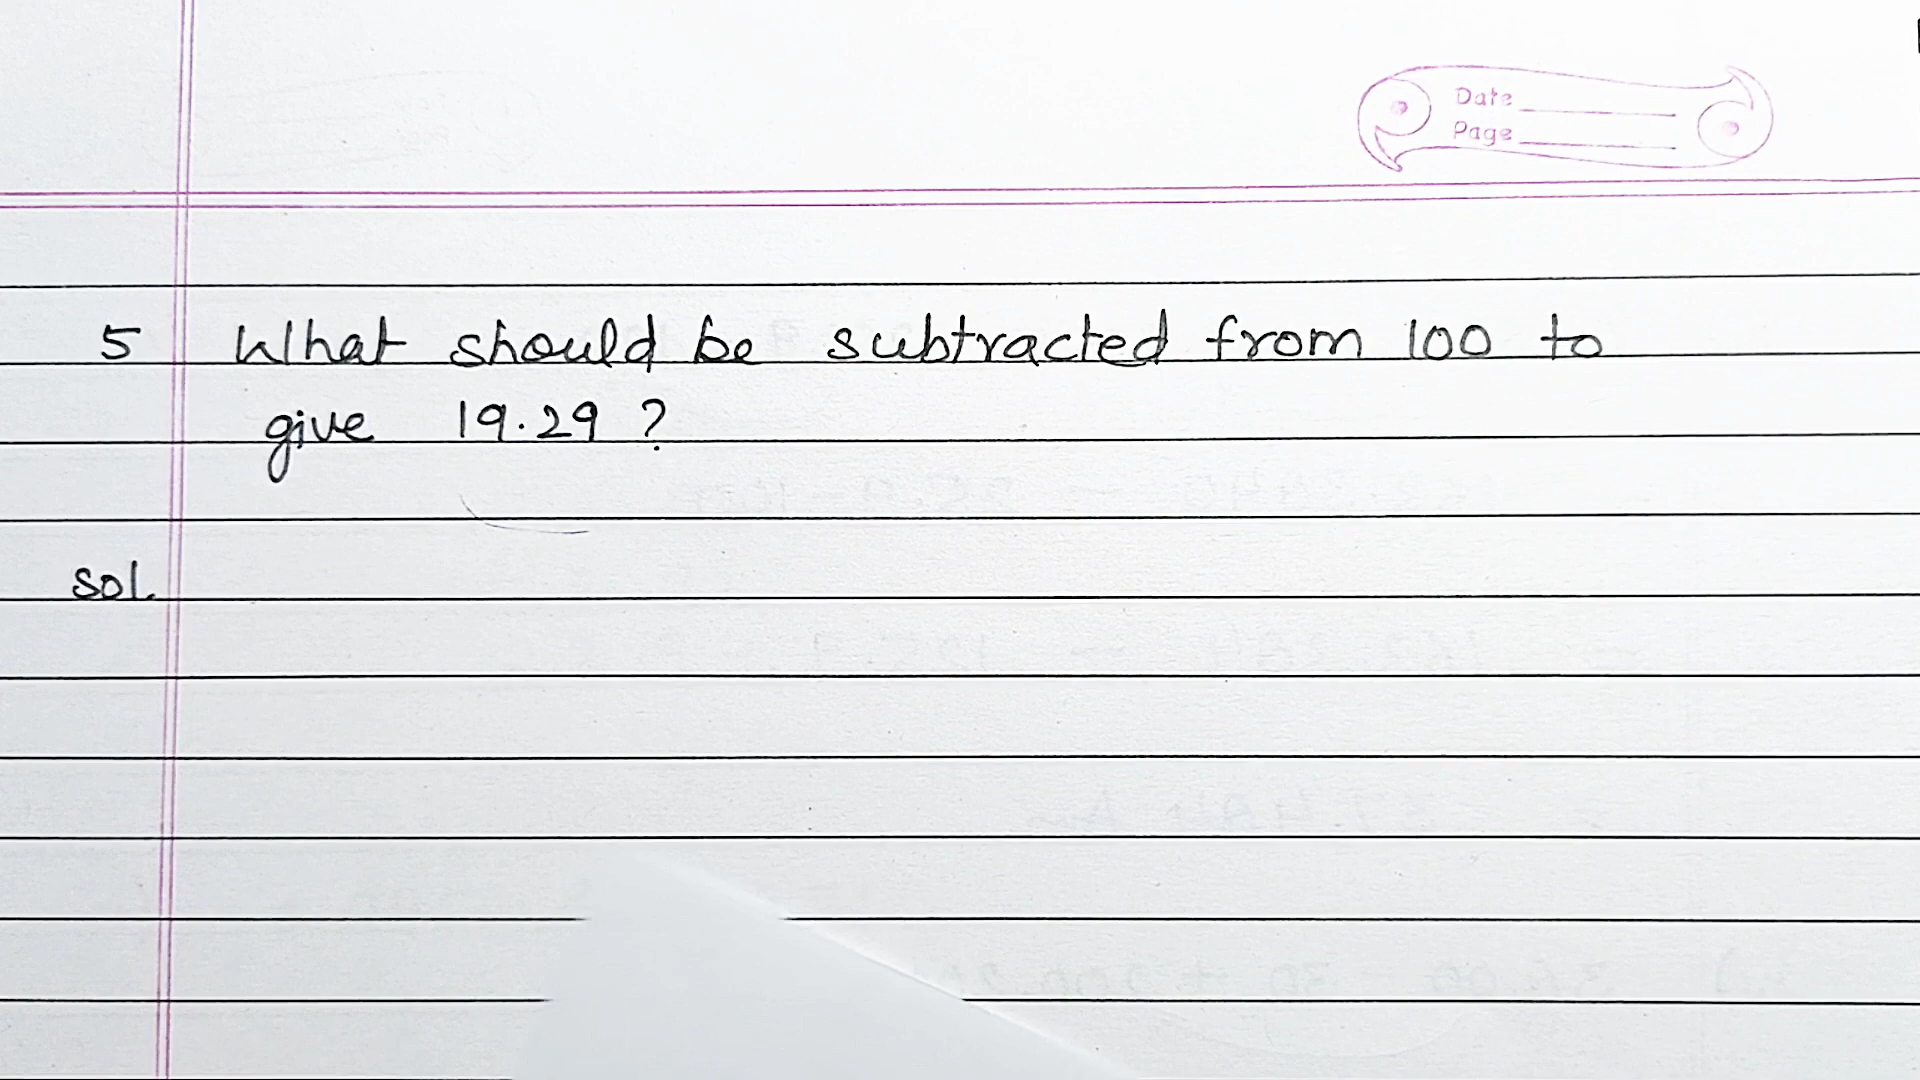 Date
Page
5 What should be subtracted from 100 to
give 19.29 ?
sol.